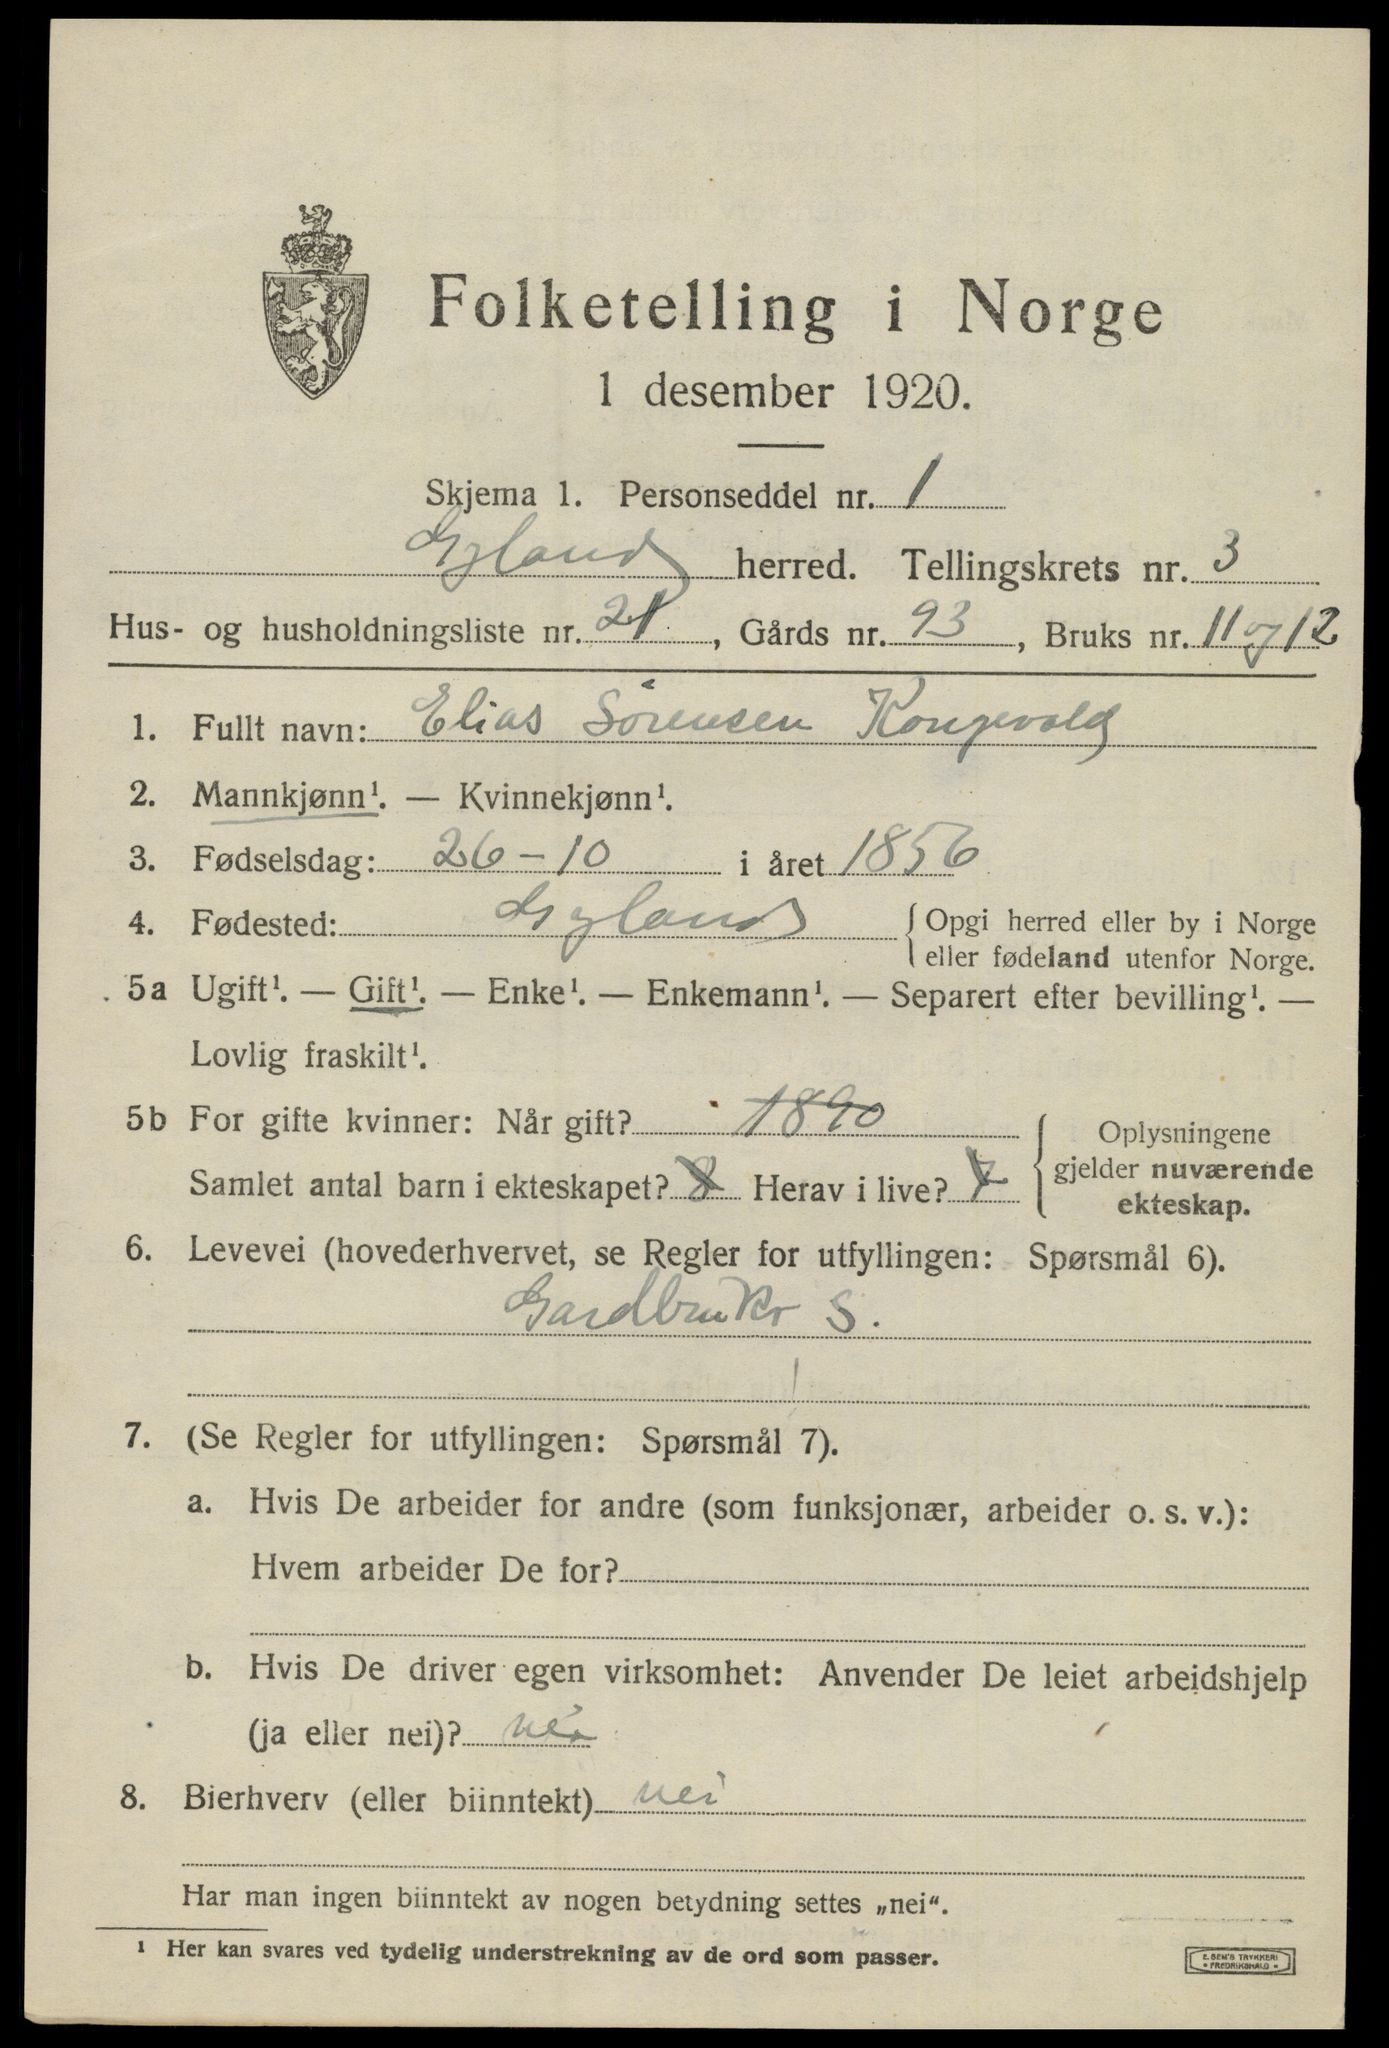 Folketelling i Norge
1 desember 1920.
Skjema 1. Personseddel nr. 1
Gyland herred. Tellingskrets nr. 3
Hus- og husholdningsliste nr. 21, Gårds nr. 93, Bruks nr. 11 og 12
1. Fullt navn: Elias Sörensen Kongevold
2. Mannkjønn¹. — Kvinnekjønn¹.
3. Fødselsdag: 26-10 i året 1856
4. Fødested: Gyland { Opgi herred eller by i Norge
eller fødeland utenfor Norge.
5a Ugift¹. — Gift¹. — Enke¹. — Enkemann¹. — Separert efter bevilling¹. —
Lovlig fraskilt¹.
5b For gifte kvinner: Når gift? 1890
Samlet antal barn i ekteskapet? 8 Herav i live? 7
{ Oplysningene
gjelder nuværende
ekteskap.
6. Levevei (hovederhvervet, se Regler for utfyllingen: Spørsmål 6).
Gardbrukr S.
7. (Se Regler for utfyllingen: Spørsmål 7).
a. Hvis De arbeider for andre (som funksjonær, arbeider o. s. v.):
Hvem arbeider De for?
b. Hvis De driver egen virksomhet: Anvender De leiet arbeidshjelp
(ja eller nei)? nei
8. Bierhverv (eller biinntekt) nei
Har man ingen biinntekt av nogen betydning settes „nei“.
¹ Her kan svares ved tydelig understrekning av de ord som passer.
E. SEM'S TRYKKERI
FREDRIKSHALD